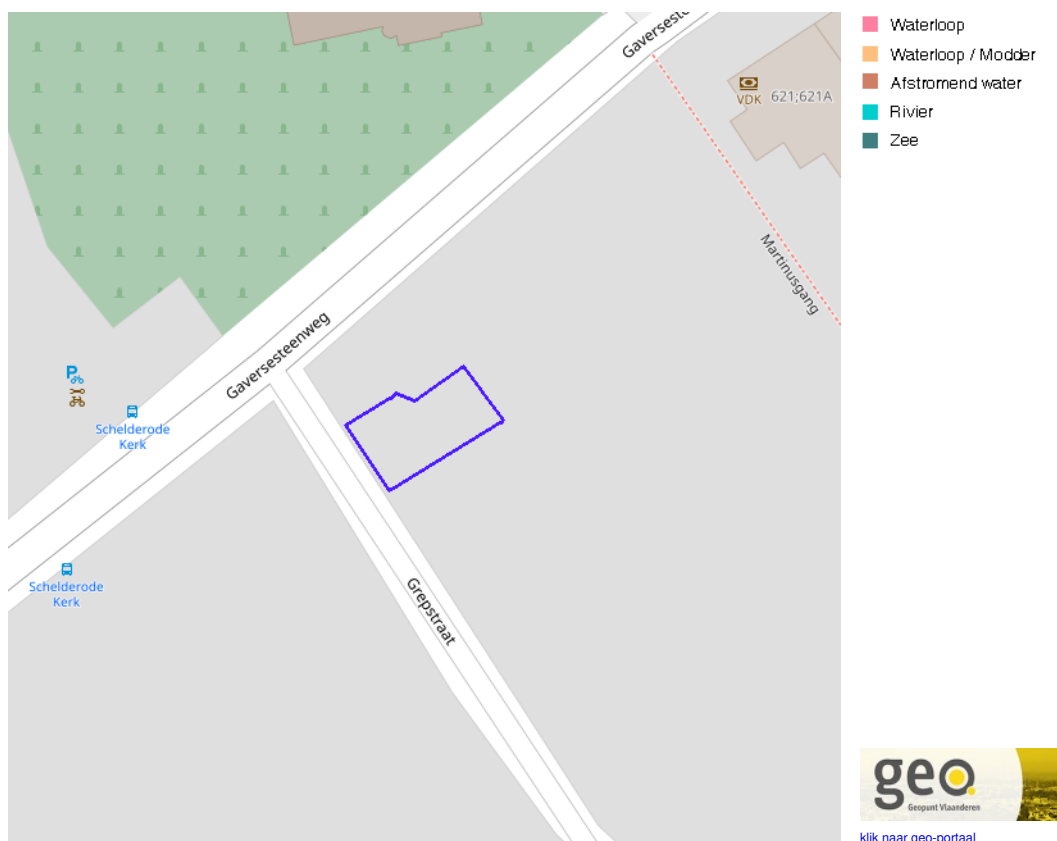 Gaverseste
VDK
621;621A
Martinusgang
Gaversesteenweg
P
Schelderode
Kerk
Schelderode
Kerk
Grepstraat
Waterloop
Waterloop / Modder
Afstromend water
Rivier
Zee
geo
Geopunt Vlaanderen
klik naar geo-portaal